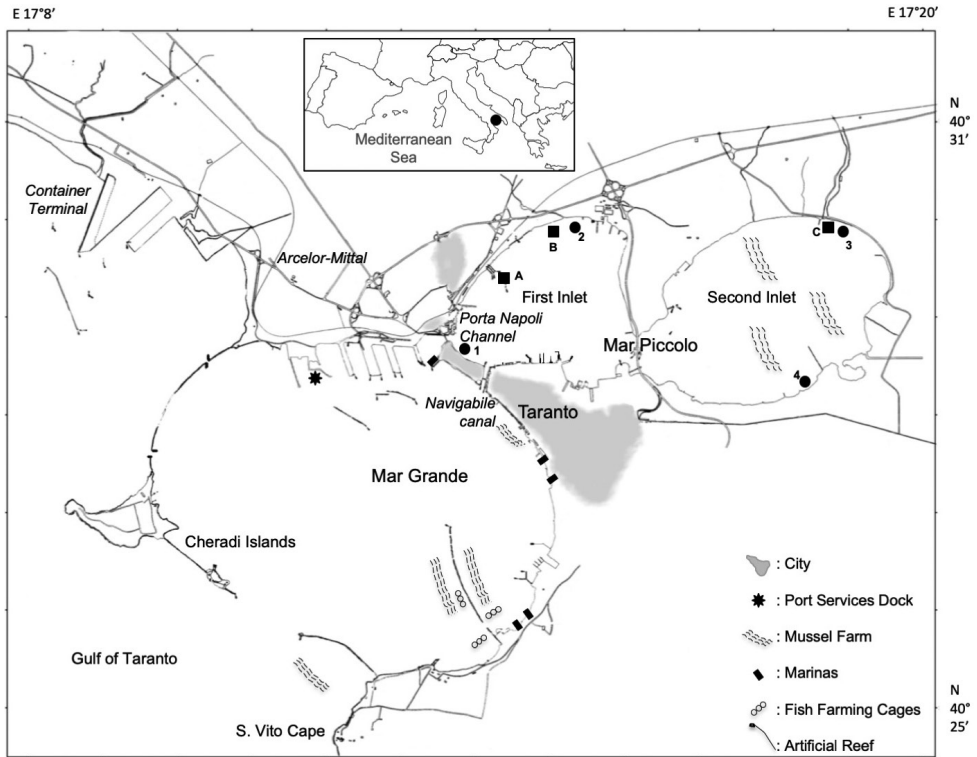 E 17°8’
E 17°20’
N
40°
31’
Mediterranean
Sea
Container
Terminal
Arcelor-Mittal
A
B
2
C
3
First Inlet
Second Inlet
Porta Napoli
Channel
1
Mar Piccolo
4
Navigabile
canal
Taranto
Mar Grande
Cheradi Islands
Gulf of Taranto
S. Vito Cape
: City
: Port Services Dock
: Mussel Farm
: Marinas
: Fish Farming Cages
: Artificial Reef
N
40°
25’